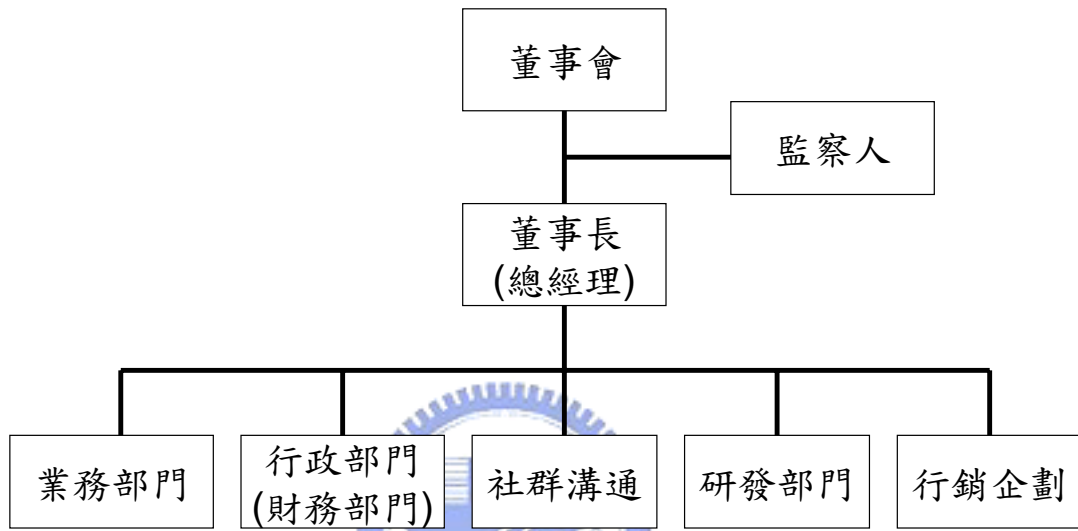 董事會
監察人
董事長
(總經理)
業務部門
行政部門
(財務部門)
社群溝通
研發部門
行銷企劃